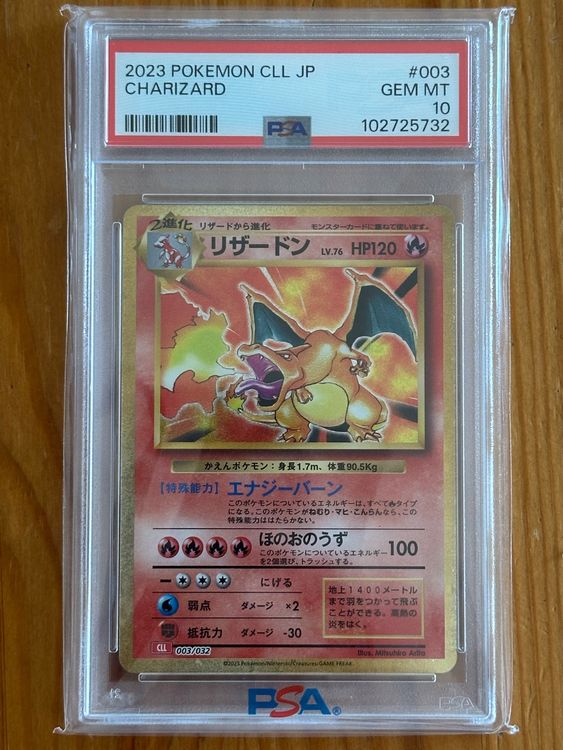 2023 POKEMON CLL JP #003
CHARIZARD GEM MT
10
PSA 102725732
2進化 リザードから進化 モンスターカードに重ねて使います。
リザードン LV.76 HP120
かえんポケモン：身長1.7m、体重90.5Kg
[特殊能力] エナジーバーン
このポケモンについているエネルギーは、すべてタイプ
になる。このポケモンがねむり・マヒ・こんらんなら、この
特殊能力ははたらかない。
ほのおのうず 100
このポケモンについているエネルギー
を2個選び、トラッシュする。
にげる
弱点 ダメージ ×2
抵抗力 ダメージ -30
地上1400メートル
まで羽をつかって飛ぶ
ことができる。高熱の
炎をはく。
CLL 003/032 Illus. Mitsuhiro Arita
©2023 Pokémon/Nintendo/Creatures/GAME FREAK.
PSA®